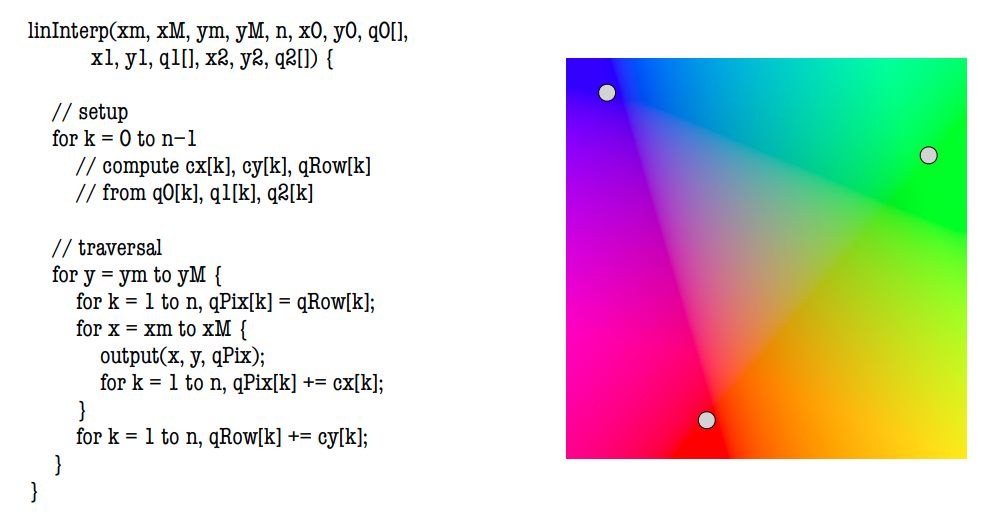 linInterp(xm, xM, ym, yM, n, x0, y0, q0[],
x1, y1, q1[], x2, y2, q2[]) {
// setup
for k = 0 to n–1
// compute cx[k], cy[k], qRow[k]
// from q0[k], q1[k], q2[k]
// traversal
for y = ym to yM {
for k = 1 to n, qPix[k] = qRow[k];
for x = xm to xM {
output(x, y, qPix);
for k = 1 to n, qPix[k] += cx[k];
}
for k = 1 to n, qRow[k] += cy[k];
}
}